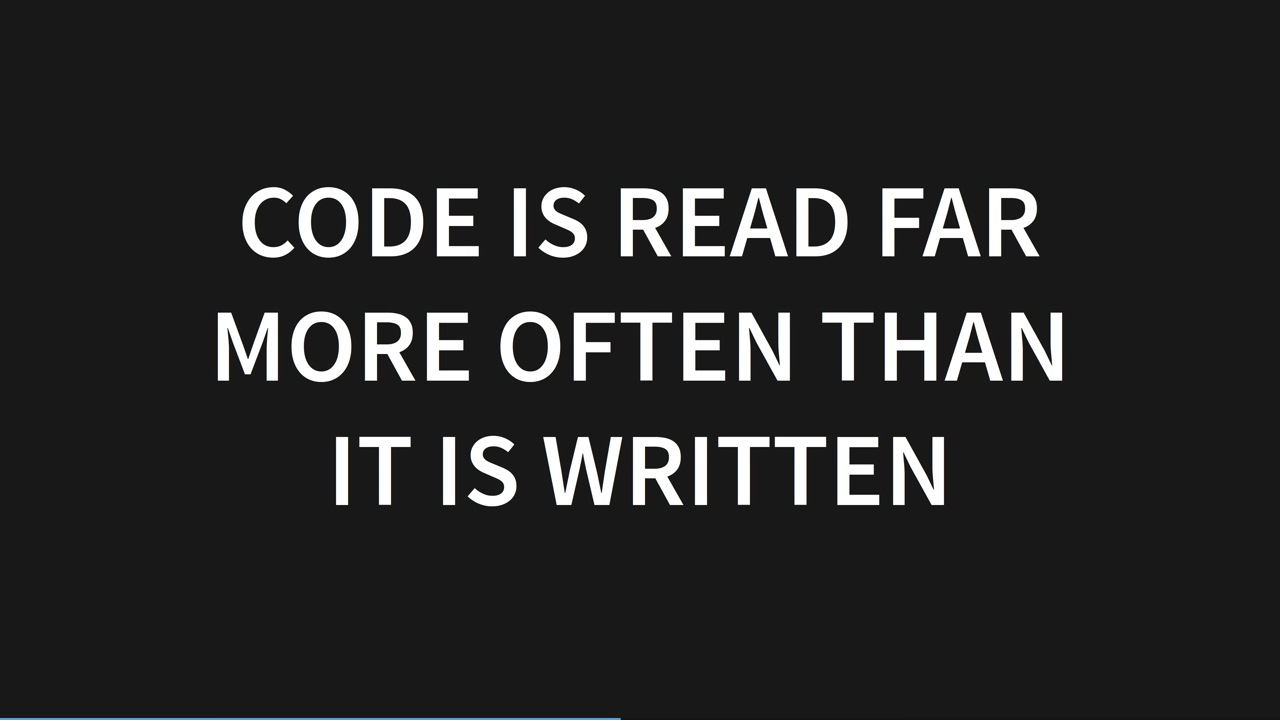 CODE IS READ FAR
MORE OFTEN THAN
IT IS WRITTEN